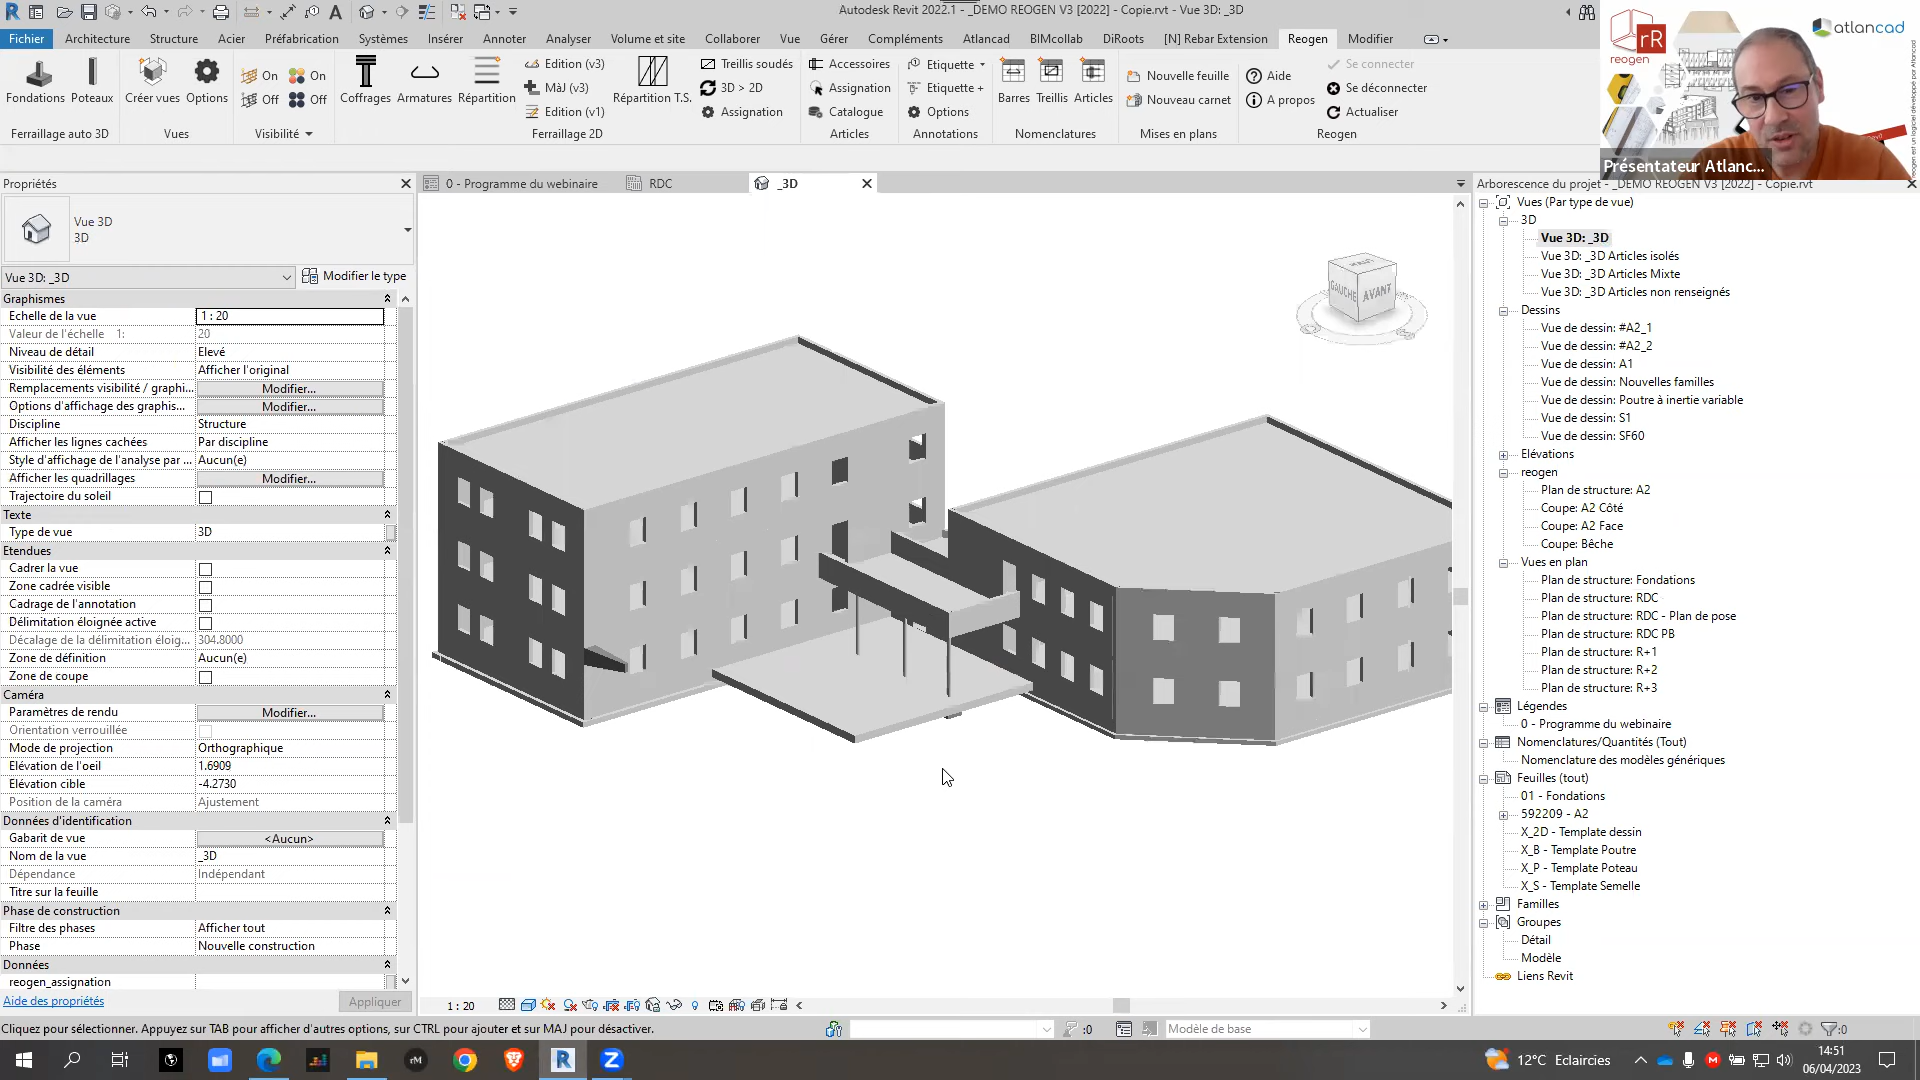 Autodesk Revit 2022.1 - _DEMO REOGEN V3 [2022] - Copie.rvt - Vue 3D: _3D
Fichier Architecture Structure Acier Préfabrication Systèmes Insérer Annoter Analyser Volume et site Collaborer Vue Gérer Compléments Atlancad BIMcollab DiRoots [N] Rebar Extension Reogen Modifier
Fondations Poteaux Créer vues Options On On Off Off Coffrages Armatures Répartition
Edition (v3)
Màj (v3)
Edition (v1)
Répartition T.S.
Treillis soudés
3D > 2D
Assignation
Accessoires
Assignation
Catalogue
Etiquette
Etiquette +
Options
Barres Treillis Articles
Nouvelle feuille
Nouveau carnet
Aide
A propos
Se connecter
Se déconnecter
Actualiser
Ferraillage auto 3D Vues Visibilité Ferraillage 2D Articles Annotations Nomenclatures Mises en plans Reogen
rR
reogen
atlancad
Présentateur Atlanc...
Propriétés
Vue 3D
3D
Vue 3D: _3D
Modifier le type
Graphismes
Echelle de la vue 1 : 20
Valeur de l'échelle 1: 20
Niveau de détail Elevé
Visibilité des éléments Afficher l'original
Remplacements visibilité / graphi... Modifier...
Options d'affichage des graphis... Modifier...
Discipline Structure
Afficher les lignes cachées Par discipline
Style d'affichage de l'analyse par ... Aucun(e)
Afficher les quadrillages Modifier...
Trajectoire du soleil
Texte
Type de vue 3D
Etendues
Cadrer la vue
Zone cadrée visible
Cadrage de l'annotation
Délimitation éloignée active
Décalage de la délimitation éloig... 304.8000
Zone de définition Aucun(e)
Zone de coupe
Caméra
Paramètres de rendu Modifier...
Orientation verrouillée
Mode de projection Orthographique
Elévation de l'oeil 1.6909
Elévation cible -4.2730
Position de la caméra Ajustement
Données d'identification
Gabarit de vue <Aucun>
Nom de la vue _3D
Dépendance Indépendant
Titre sur la feuille
Phase de construction
Filtre des phases Afficher tout
Phase Nouvelle construction
Données
reogen_assignation
Aide des propriétés Appliquer
0 - Programme du webinaire RDC _3D
HAUT
GAUCHE AVANT
1 : 20
Arborescence du projet - _DEMO REOGEN V3 [2022] - Copie.rvt
Vues (Par type de vue)
3D
Vue 3D: _3D
Vue 3D: _3D Articles isolés
Vue 3D: _3D Articles Mixte
Vue 3D: _3D Articles non renseignés
Dessins
Vue de dessin: #A2_1
Vue de dessin: #A2_2
Vue de dessin: A1
Vue de dessin: Nouvelles familles
Vue de dessin: Poutre à inertie variable
Vue de dessin: S1
Vue de dessin: SF60
Elévations
reogen
Plan de structure: A2
Coupe: A2 Côté
Coupe: A2 Face
Coupe: Bêche
Vues en plan
Plan de structure: Fondations
Plan de structure: RDC
Plan de structure: RDC - Plan de pose
Plan de structure: RDC PB
Plan de structure: R+1
Plan de structure: R+2
Plan de structure: R+3
Légendes
0 - Programme du webinaire
Nomenclatures/Quantités (Tout)
Nomenclature des modèles génériques
Feuilles (tout)
01 - Fondations
592209 - A2
X_2D - Template dessin
X_B - Template Poutre
X_P - Template Poteau
X_S - Template Semelle
Familles
Groupes
Détail
Modèle
Liens Revit
Cliquez pour sélectionner. Appuyez sur TAB pour afficher d'autres options, sur CTRL pour ajouter et sur MAJ pour désactiver.
:0
Modèle de base
:0
12°C Eclaircies
14:51
06/04/2023